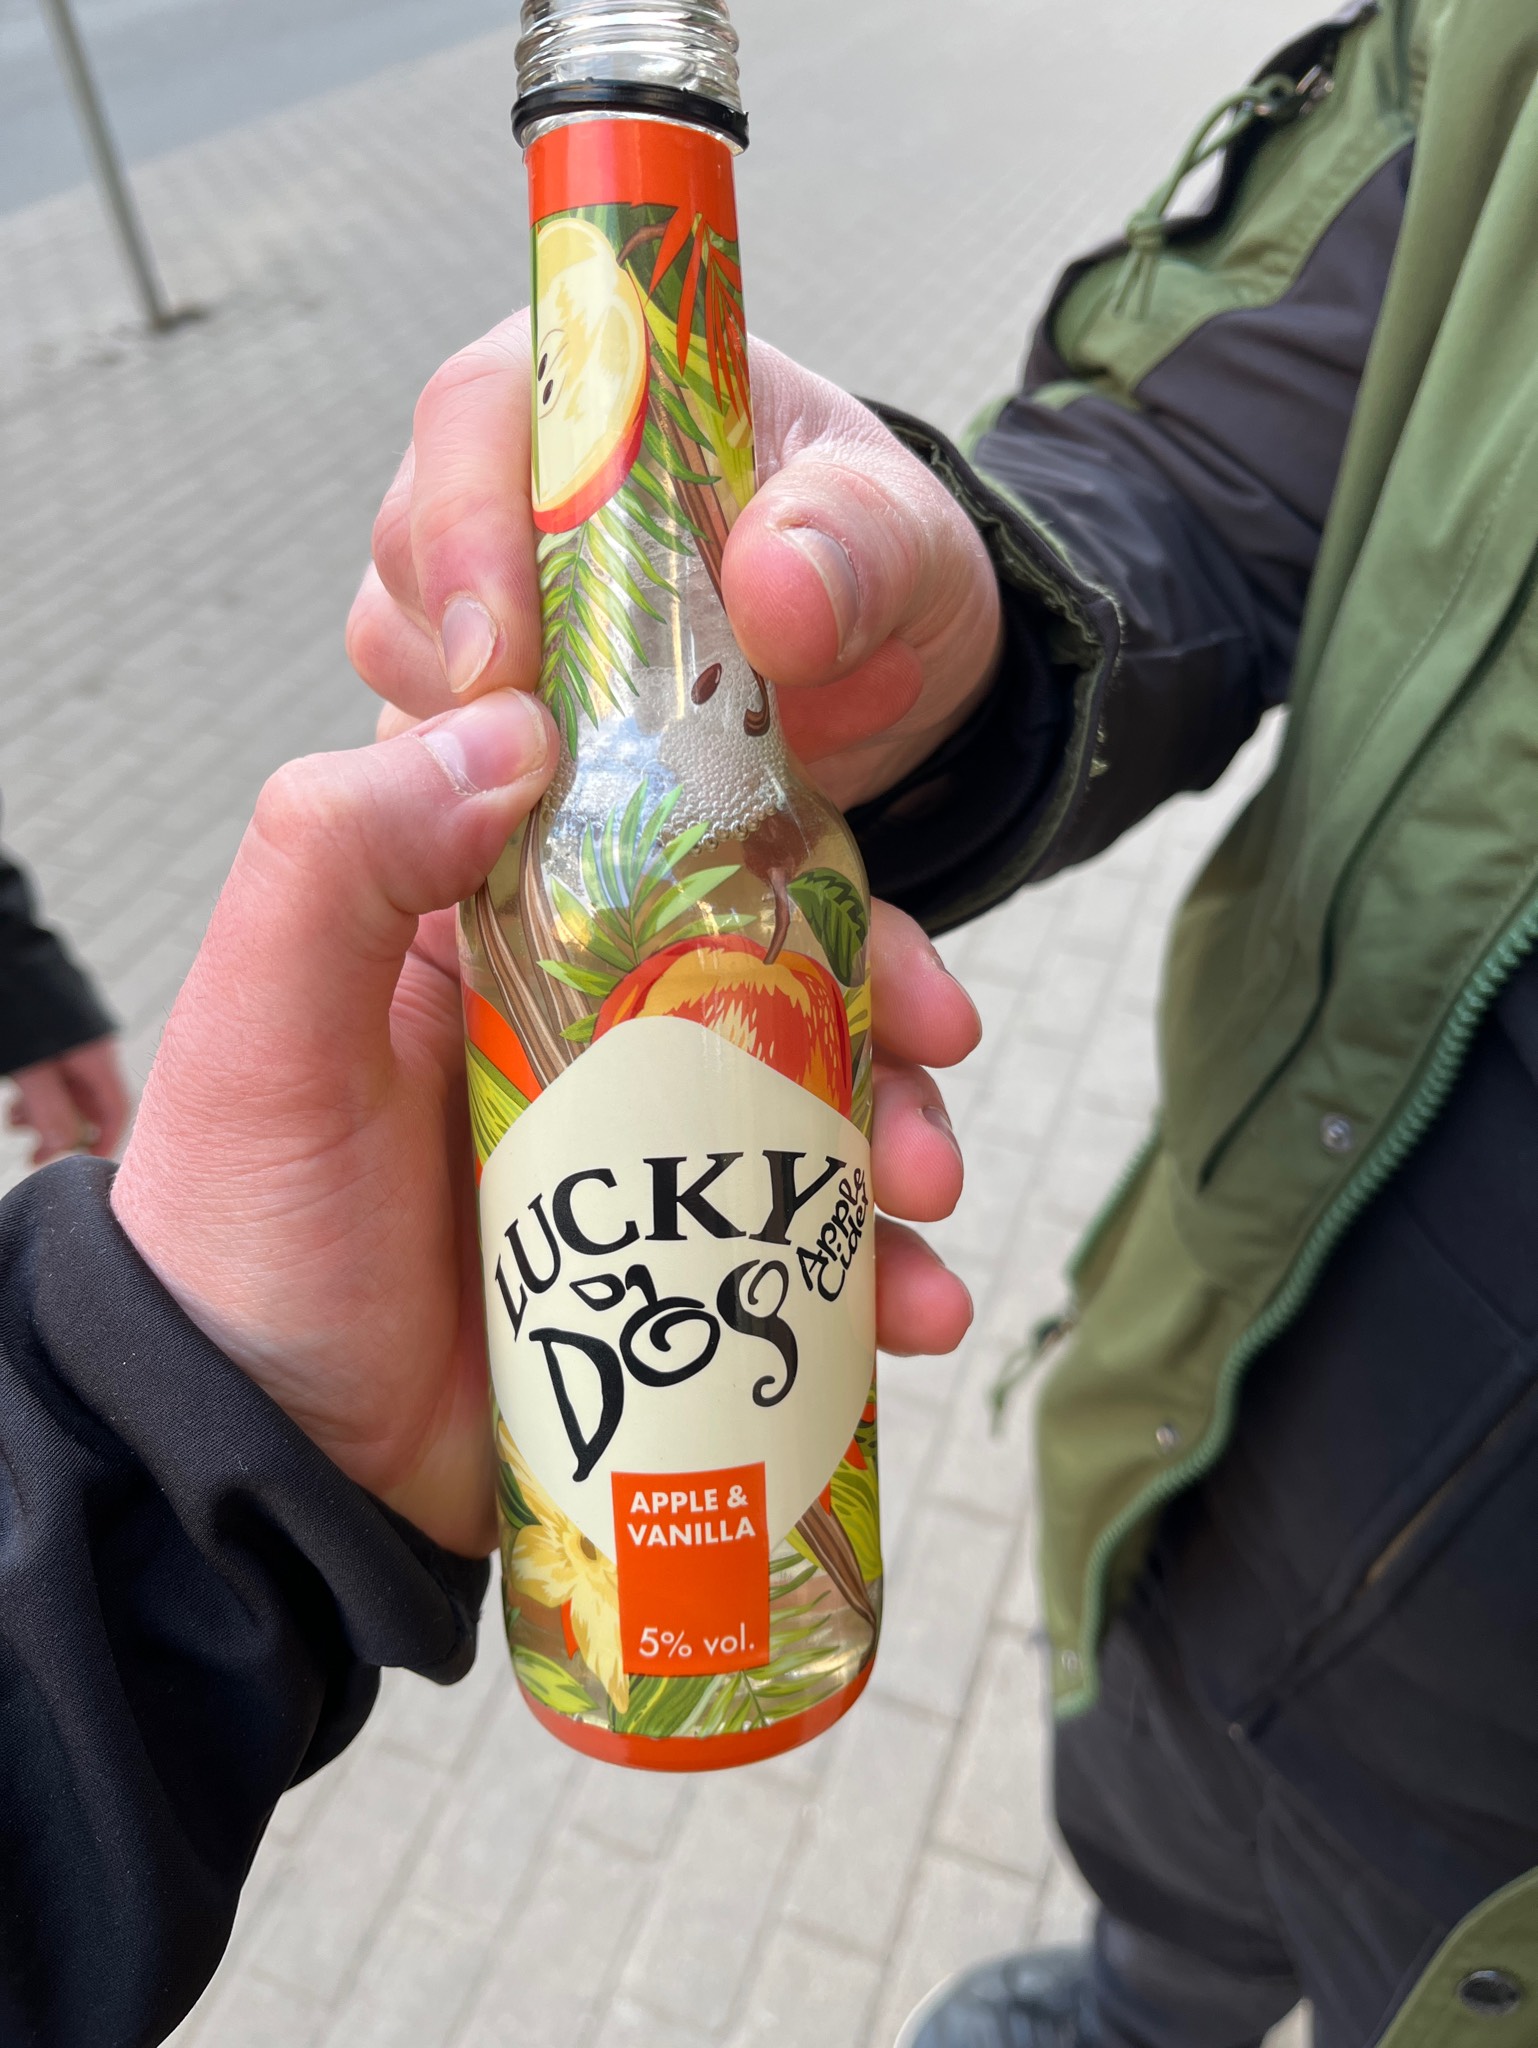 LUCKY
Dog
Apple
Cider
APPLE &
VANILLA
5% vol.